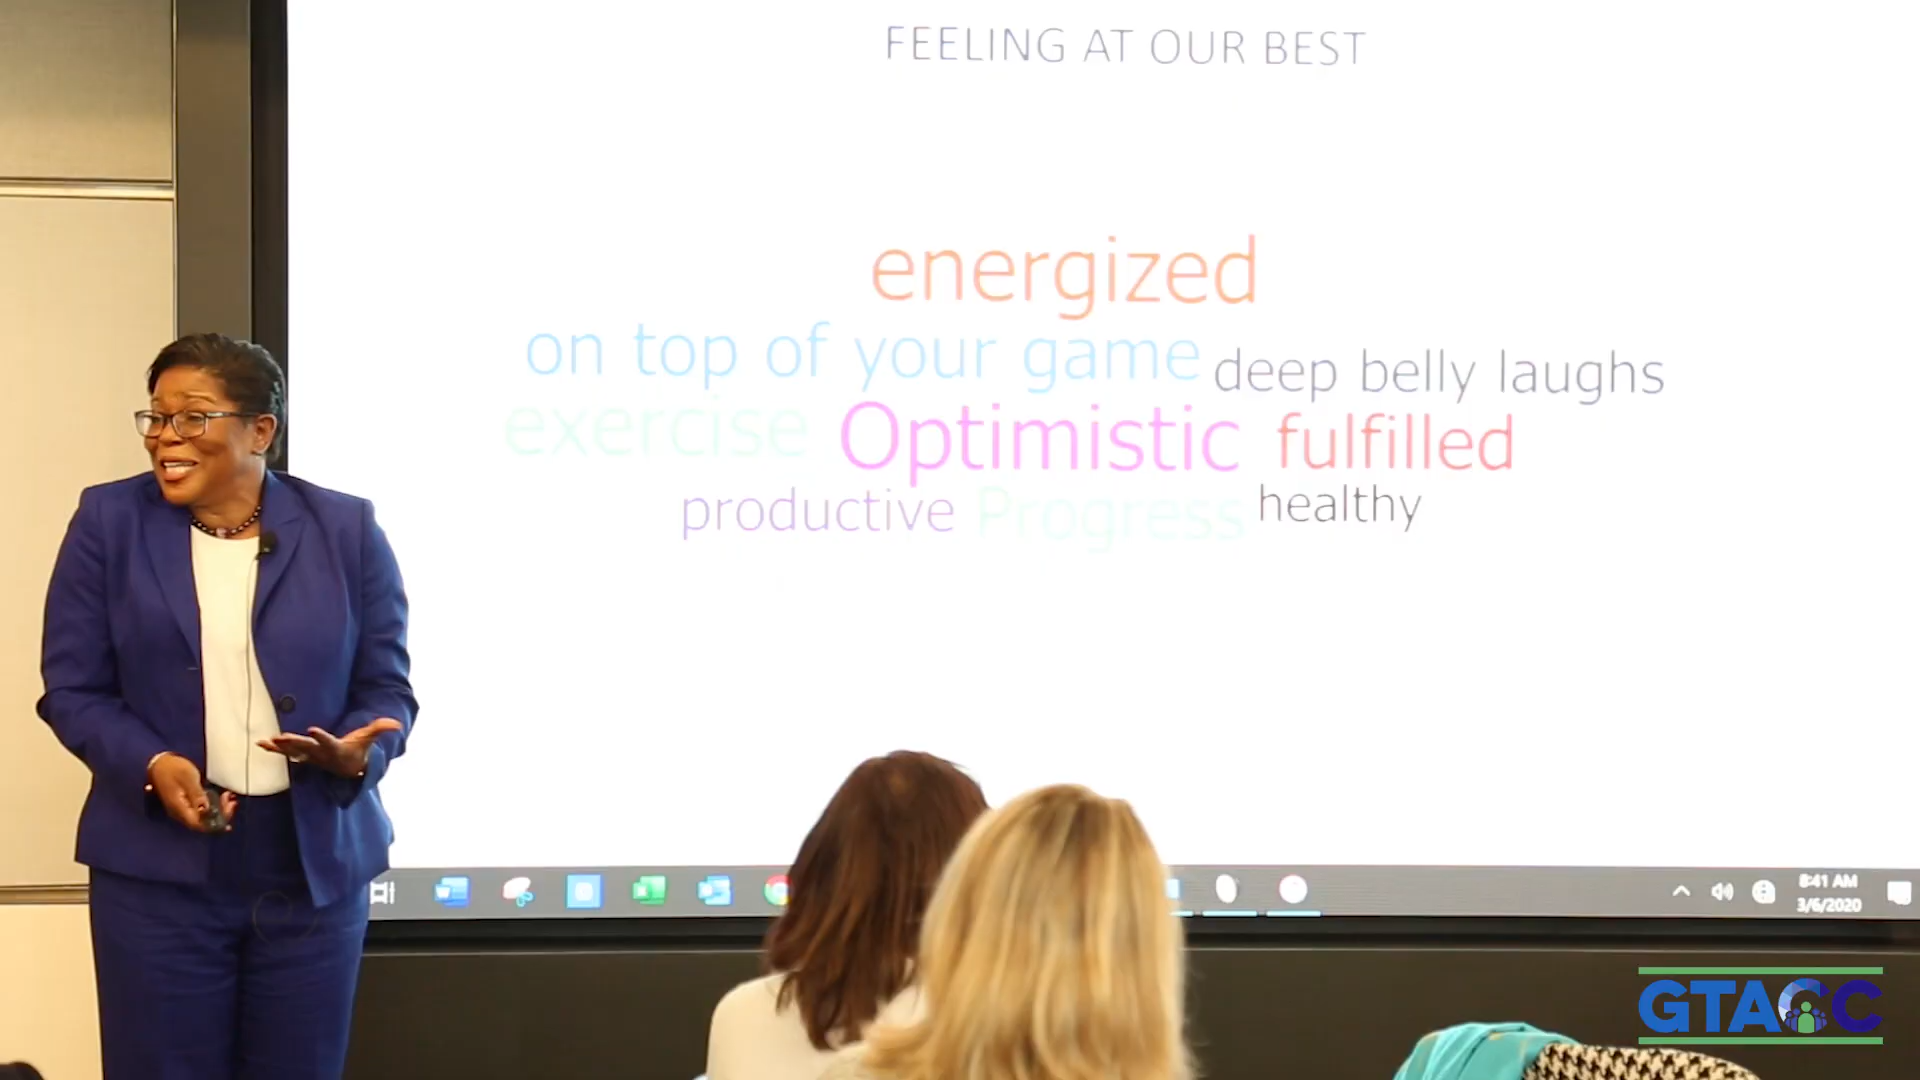 FEELING AT OUR BEST
energized
on top of your game
deep belly laughs
exercise
Optimistic
fulfilled
productive
Progress
healthy
8:41 AM
3/6/2020
GTACC